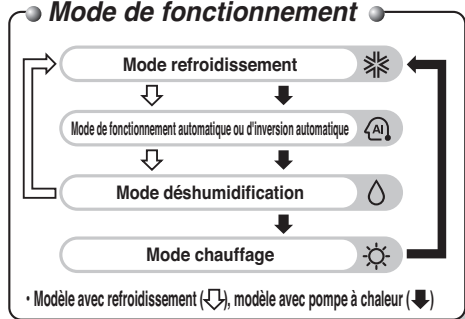 Mode de fonctionnement
Mode refroidissement
Mode de fonctionnement automatique ou d'inversion automatique
AI
Mode déshumidification
Mode chauffage
• Modèle avec refroidissement (⇩), modèle avec pompe à chaleur (⬇)